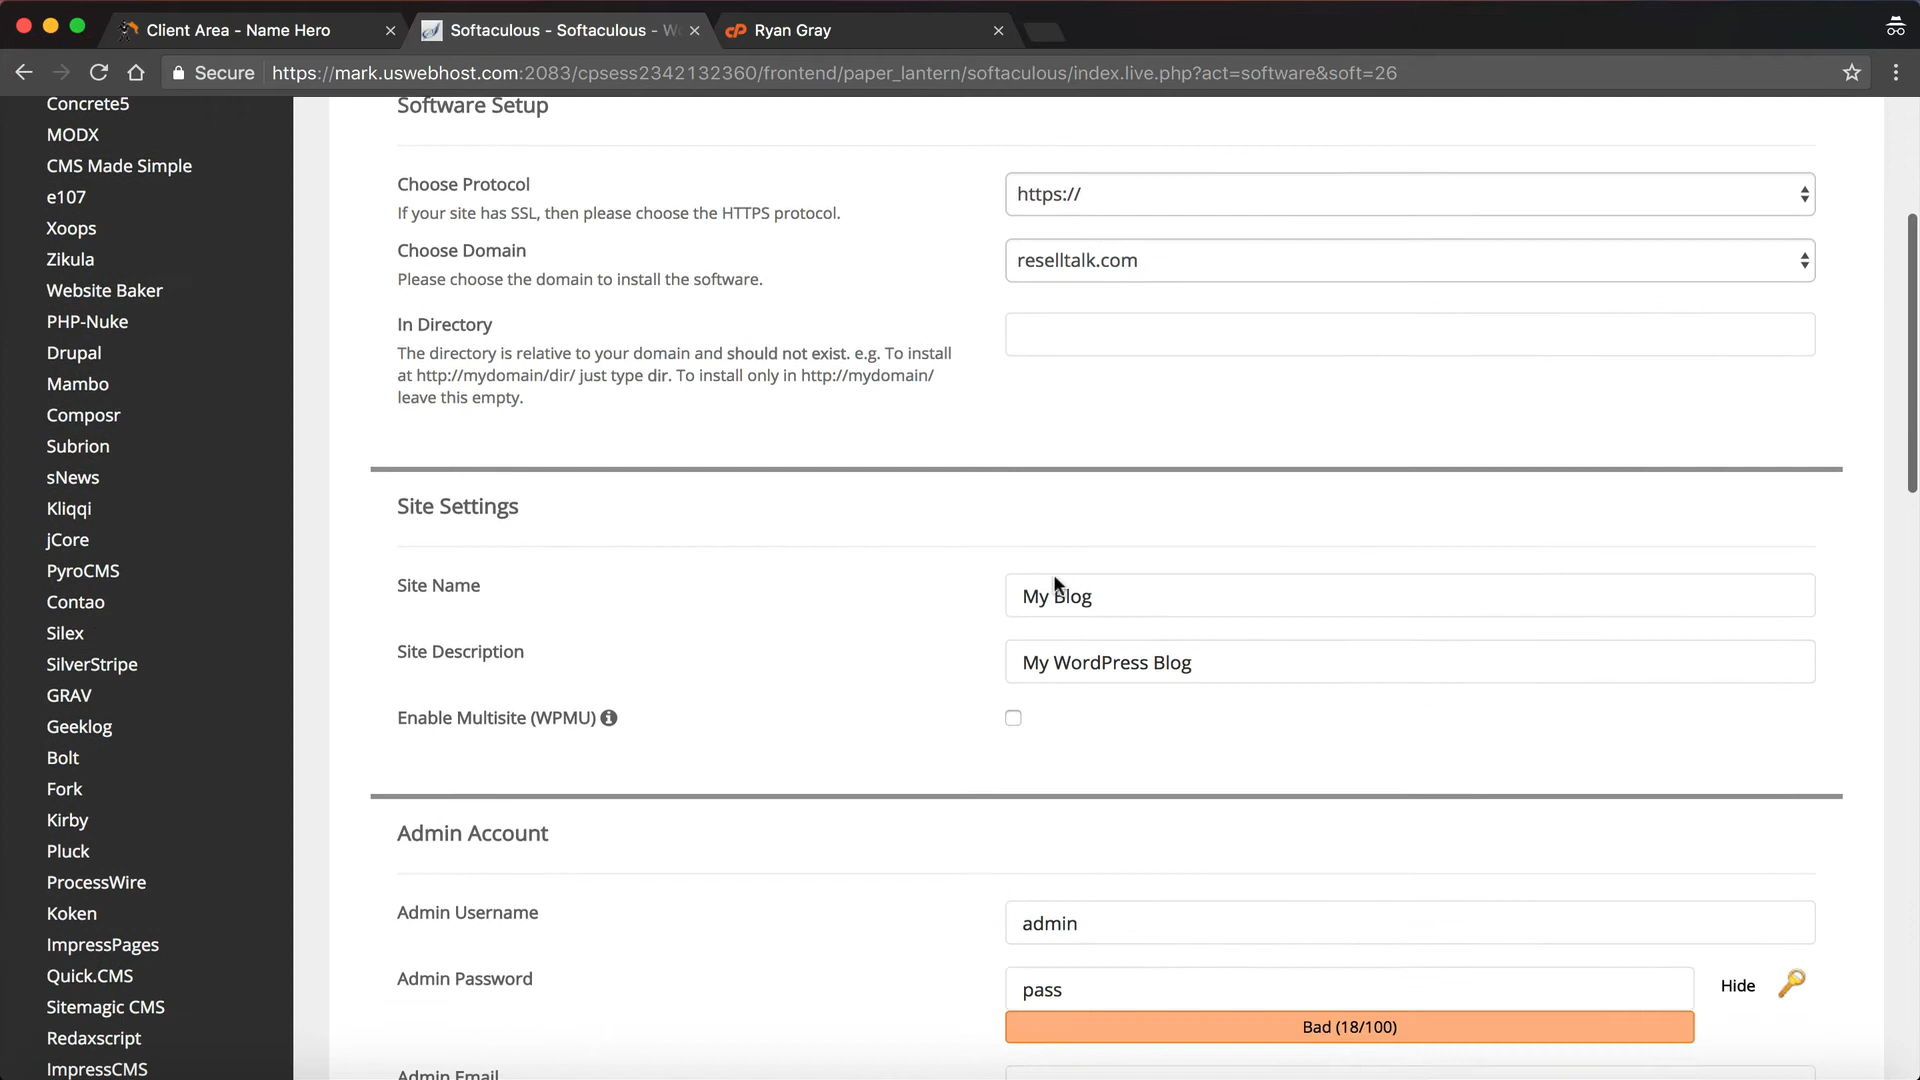 Client Area - Name Hero
Softaculous - Softaculous - W
Ryan Gray
Secure https://mark.uswebhost.com:2083/cpsess2342132360/frontend/paper_lantern/softaculous/index.live.php?act=software&soft=26
Concrete5
MODX
CMS Made Simple
e107
Xoops
Zikula
Website Baker
PHP-Nuke
Drupal
Mambo
Composr
Subrion
sNews
Kliqqi
jCore
PyroCMS
Contao
Silex
SilverStripe
GRAV
Geeklog
Bolt
Fork
Kirby
Pluck
ProcessWire
Koken
ImpressPages
Quick.CMS
Sitemagic CMS
Redaxscript
ImpressCMS
Software Setup
Choose Protocol
If your site has SSL, then please choose the HTTPS protocol.
https://
Choose Domain
Please choose the domain to install the software.
reselltalk.com
In Directory
The directory is relative to your domain and should not exist. e.g. To install
at http://mydomain/dir/ just type dir. To install only in http://mydomain/
leave this empty.
Site Settings
Site Name
My Blog
Site Description
My WordPress Blog
Enable Multisite (WPMU)
Admin Account
Admin Username
admin
Admin Password
pass
Hide
Bad (18/100)
Admin Email